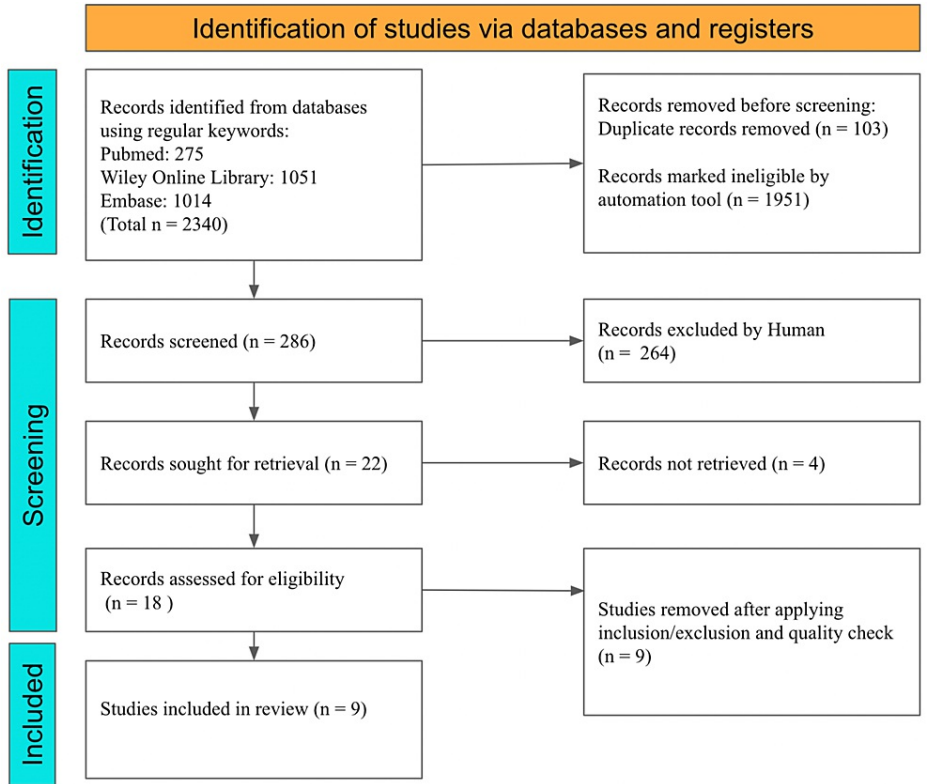 Identification of studies via databases and registers
Identification
Records identified from databases
using regular keywords:
Pubmed: 275
Wiley Online Library: 1051
Embase: 1014
(Total n = 2340)
Records removed before screening:
Duplicate records removed (n = 103)
Records marked ineligible by
automation tool (n = 1951)
Screening
Records screened (n = 286)
Records excluded by Human
(n = 264)
Records sought for retrieval (n = 22)
Records not retrieved (n = 4)
Records assessed for eligibility
(n = 18 )
Studies removed after applying
inclusion/exclusion and quality check
(n = 9)
Included
Studies included in review (n = 9)